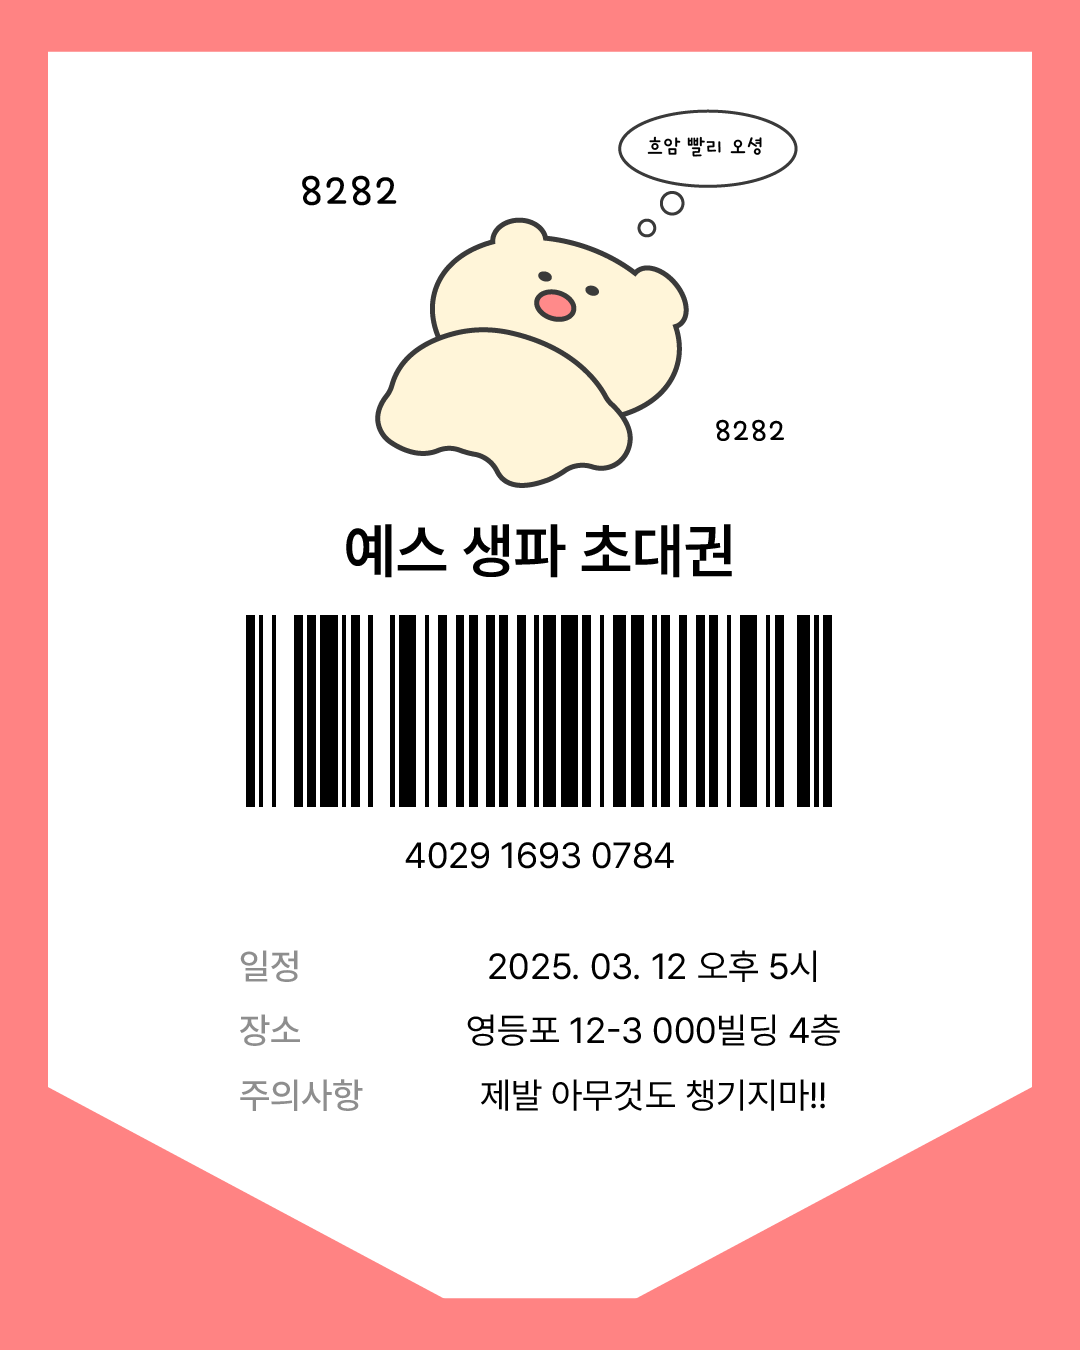 흐암 빨리 오셩
8282
8282
예스 생파 초대권
4029 1693 0784
일정 2025. 03. 12 오후 5시
장소 영등포 12-3 000빌딩 4층
주의사항 제발 아무것도 챙기지마!!